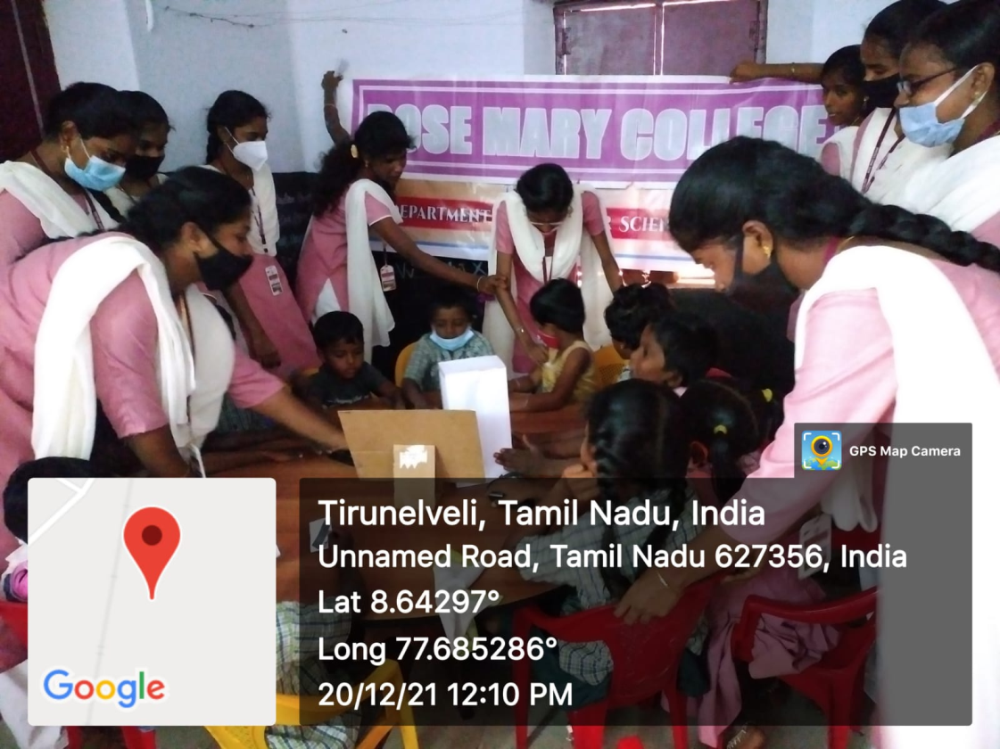 ROSE MARY COLLEGE
DEPARTMENT
GPS Map Camera
Tirunelveli, Tamil Nadu, India
Unnamed Road, Tamil Nadu 627356, India
Lat 8.64297°
Long 77.685286°
20/12/21 12:10 PM
Google